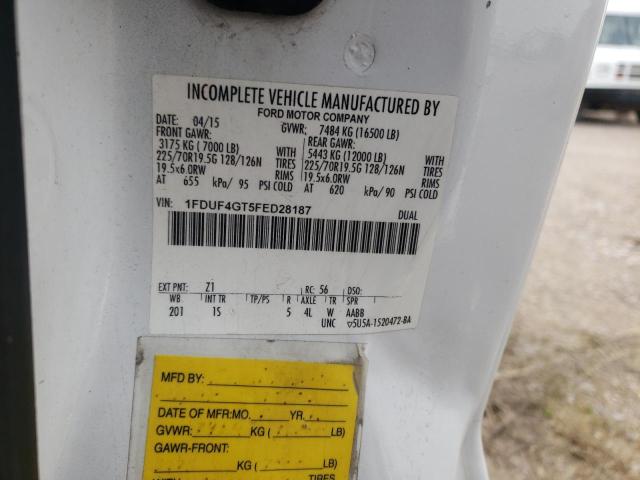 INCOMPLETE VEHICLE MANUFACTURED BY
FORD MOTOR COMPANY
DATE: 04/15 GVWR: 7484 KG (16500 LB)
FRONT GAWR: REAR GAWR:
3175 KG (7000 LB) WITH 5443 KG (12000 LB) WITH
225/70R19.5G 128/126N TIRES 225/70R19.5G 128/126N TIRES
19.5x6.0RW RIMS 19.5x6.0RW RIMS
AT 655 kPa/ 95 PSI COLD AT 620 kPa/ 90 PSI COLD
VIN: 1FDUF4GT5FED28187 DUAL
EXT PNT: Z1 RC: 56 DSO:
WB INT TR TP/PS R AXLE TR SPR
201 1S 5 4L W AABB
UNC ▽5U5A-1520472-BA
MFD BY:
DATE OF MFR: MO. YR.
GVWR: KG ( LB)
GAWR-FRONT:
KG ( LB)
WITH TIRES